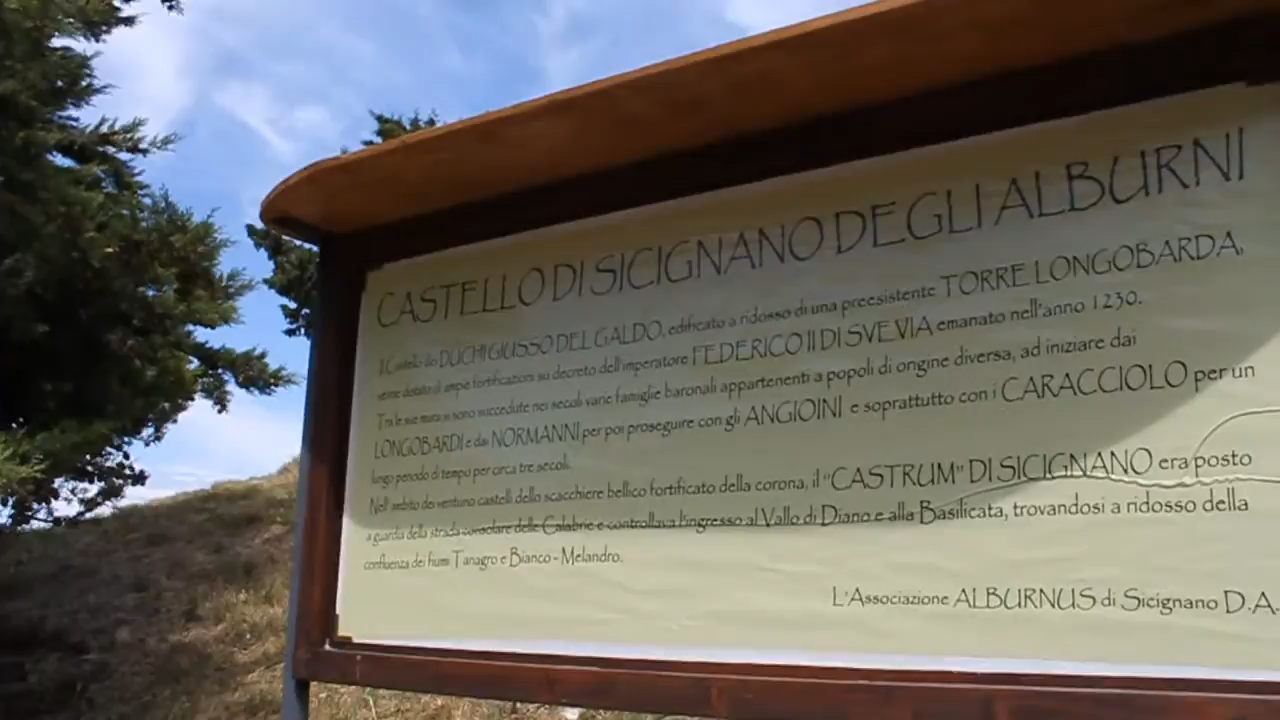 CASTELLO DI SICIGNANO DEGLI ALBURNI
Il Castello dei DUCHI GIUSSO DEL GALDO, edificato a ridosso di una preesistente TORRE LONGOBARDA,
venne dotato di ampie fortificazioni su decreto dell'imperatore FEDERICO II DI SVEVIA emanato nell'anno 1230.
Tra le sue mura si sono succedute nei secoli varie famiglie baronali appartenenti a popoli di origine diversa, ad iniziare dai
LONGOBARDI e dai NORMANNI per poi proseguire con gli ANGIOINI e soprattutto con i CARACCIOLO per un
lungo periodo di tempo per circa tre secoli.
Nell'ambito dei ventuno castelli dello scacchiere bellico fortificato della corona, il "CASTRUM" DI SICIGNANO era posto
a guardia della strada consolare delle Calabrie e controllava l'ingresso al Vallo di Diano e alla Basilicata, trovandosi a ridosso della
confluenza dei fiumi Tanagro e Bianco - Melandro.
L'Associazione ALBURNUS di Sicignano D.A.